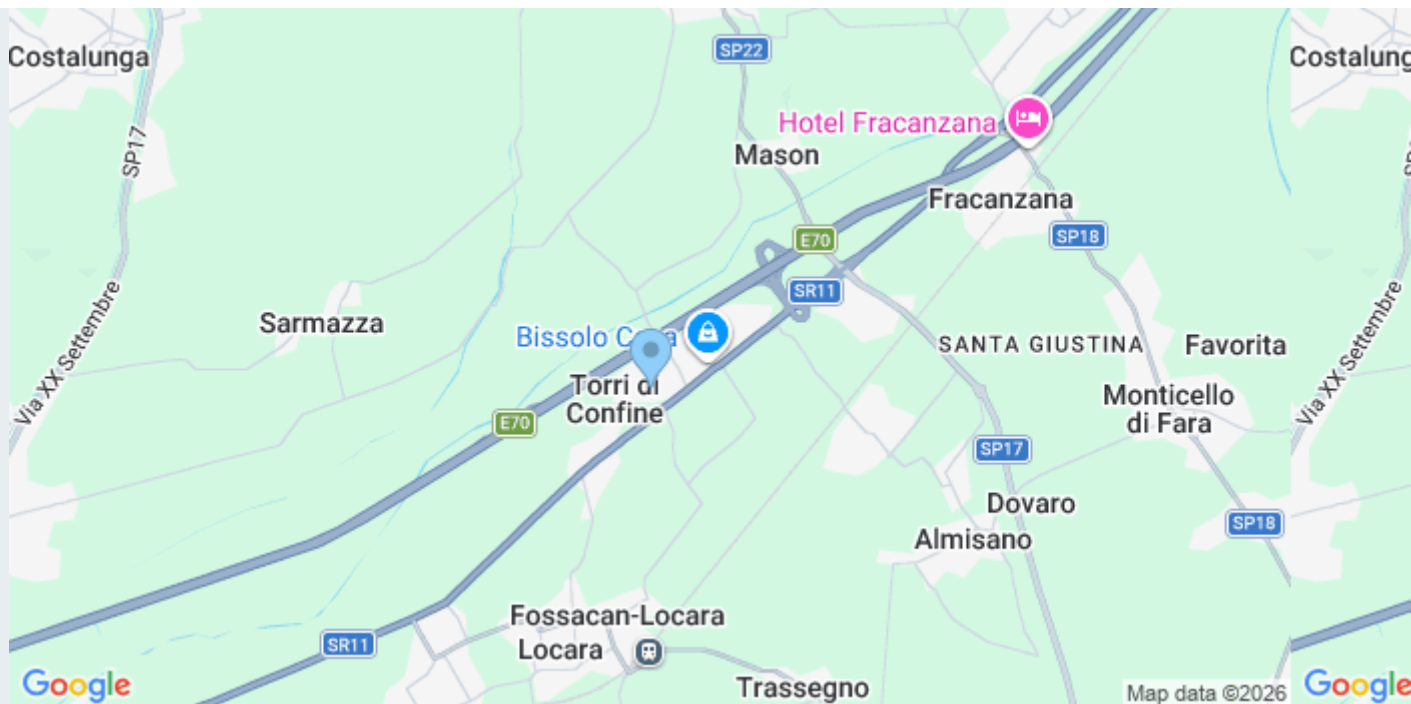 Costalunga
SP22
Costalung
SP17
Hotel Fracanzana
Mason
Fracanzana
E70
SP18
SR11
Via XX Settembre
Sarmazza
Bissolo C
a
SANTA GIUSTINA
Favorita
Via XX Settembre
Torri di
Confine
Monticello
di Fara
E70
SP17
Dovaro
SP18
Almisano
Fossacan-Locara
SR11
Locara
Trassegno
Google
Map data ©2026
Google